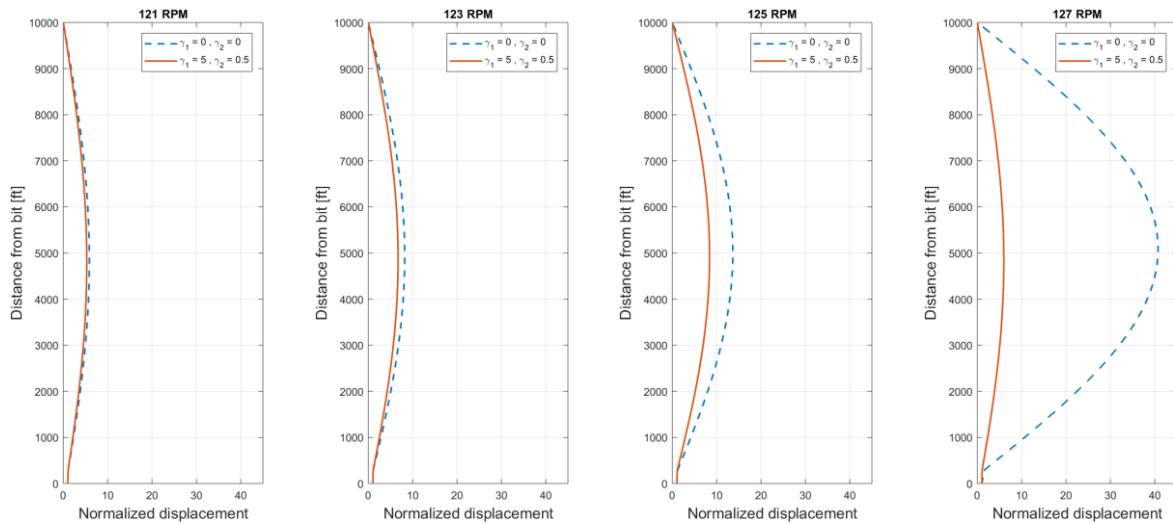 121 RPM
γ1 = 0 , γ2 = 0
γ1 = 5 , γ2 = 0.5
Distance from bit [ft]
10000
9000
8000
7000
6000
5000
4000
3000
2000
1000
0
0 10 20 30 40
Normalized displacement
123 RPM
γ1 = 0 , γ2 = 0
γ1 = 5 , γ2 = 0.5
Distance from bit [ft]
10000
9000
8000
7000
6000
5000
4000
3000
2000
1000
0
0 10 20 30 40
Normalized displacement
125 RPM
γ1 = 0 , γ2 = 0
γ1 = 5 , γ2 = 0.5
Distance from bit [ft]
10000
9000
8000
7000
6000
5000
4000
3000
2000
1000
0
0 10 20 30 40
Normalized displacement
127 RPM
γ1 = 0 , γ2 = 0
γ1 = 5 , γ2 = 0.5
Distance from bit [ft]
10000
9000
8000
7000
6000
5000
4000
3000
2000
1000
0
0 10 20 30 40
Normalized displacement